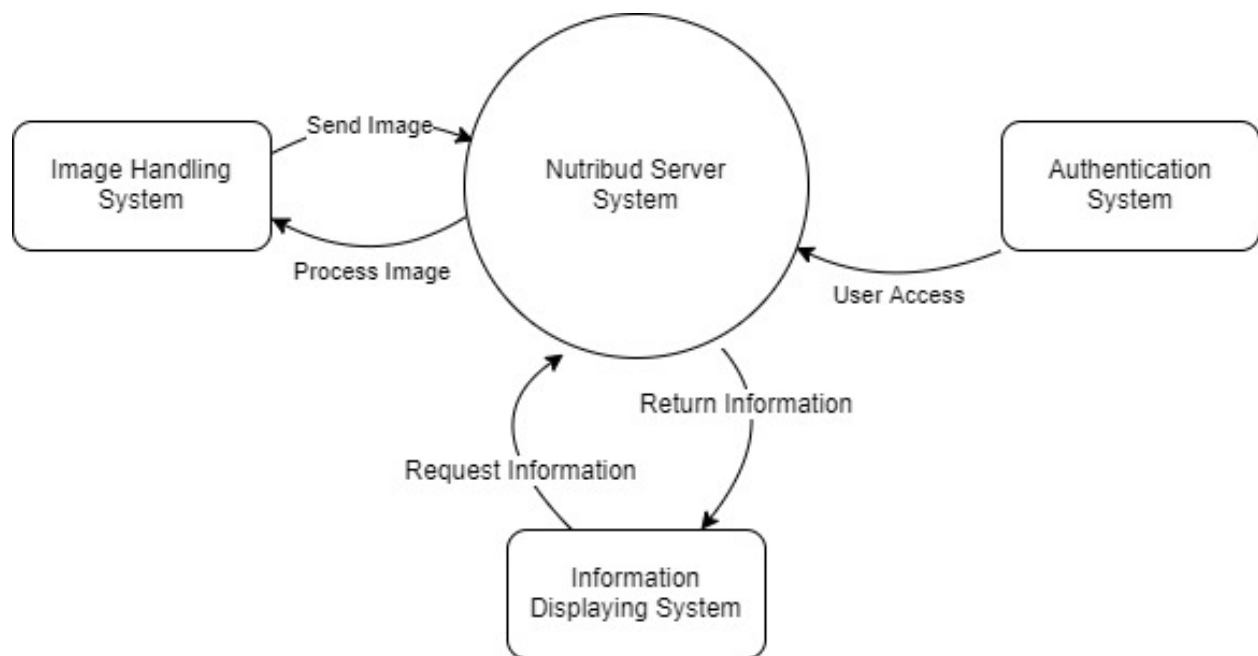 Send Image
Image Handling
System
Nutribud Server
System
Authentication
System
Process Image
User Access
Return Information
Request Information
Information
Displaying System